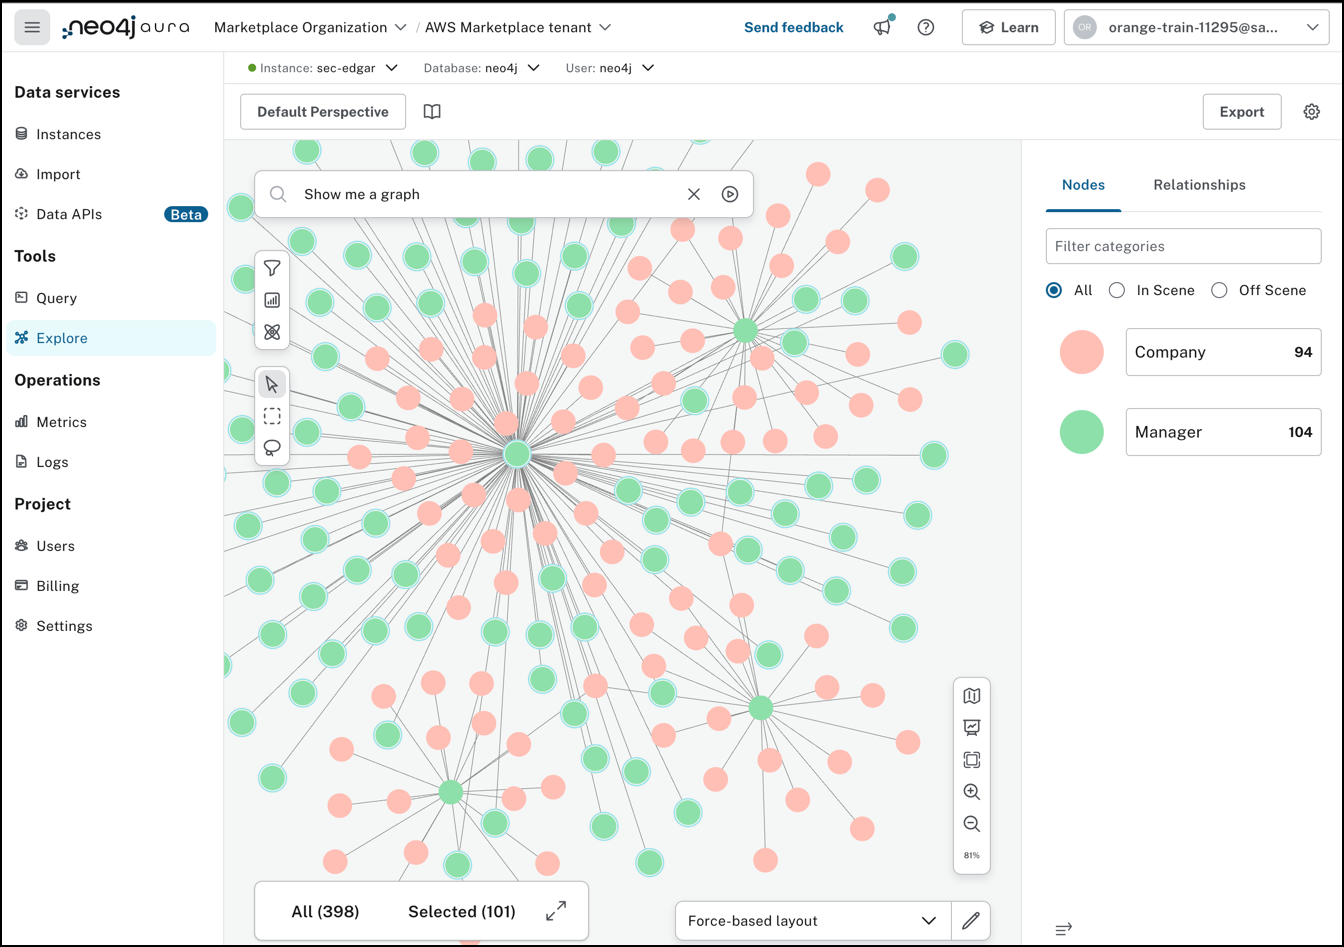 neo4j aura
Marketplace Organization / AWS Marketplace tenant
Send feedback
Learn
OR orange-train-11295@sa...
Instance: sec-edgar
Database: neo4j
User: neo4j
Data services
Instances
Import
Data APIs Beta
Tools
Query
Explore
Operations
Metrics
Logs
Project
Users
Billing
Settings
Default Perspective
Export
Show me a graph
Nodes Relationships
Filter categories
All In Scene Off Scene
Company 94
Manager 104
81%
All (398) Selected (101)
Force-based layout